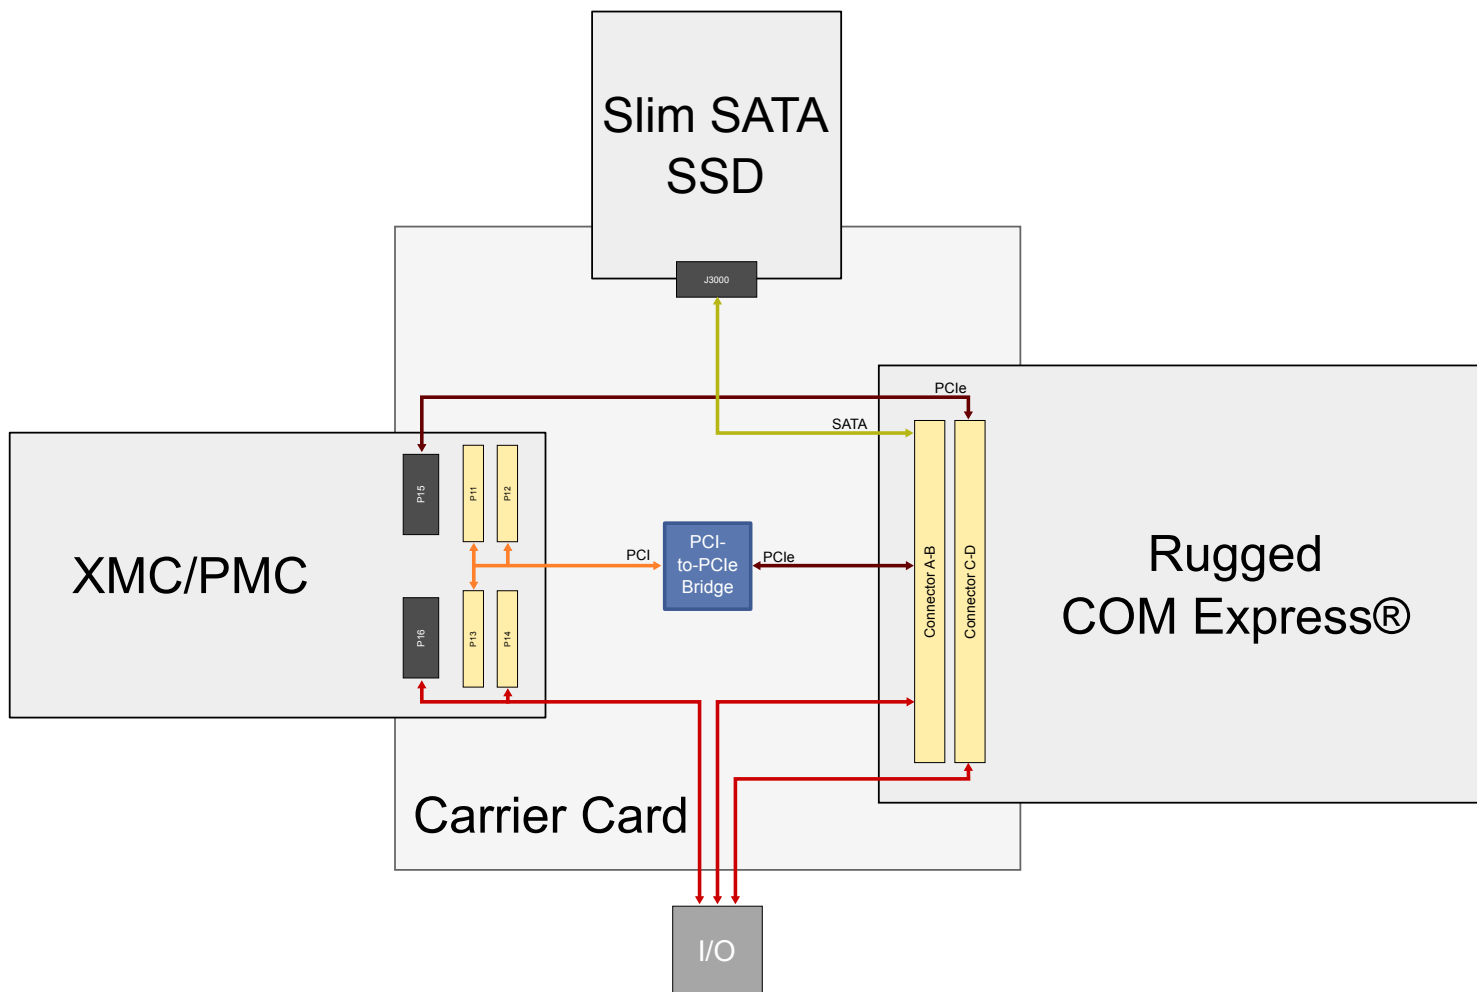 Slim SATA
SSD
J3000
PCIe
SATA
P15
P11
P12
XMC/PMC
PCI
PCI-
to-PCIe
Bridge
PCIe
Connector A-B
Connector C-D
Rugged
COM Express®
P16
P13
P14
Carrier Card
I/O